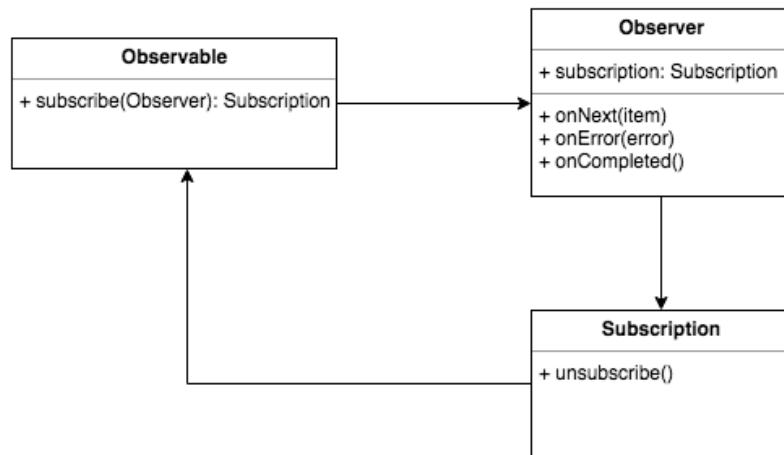 Observable
+ subscribe(Observer): Subscription
Observer
+ subscription: Subscription
+ onNext(item)
+ onError(error)
+ onCompleted()
Subscription
+ unsubscribe()